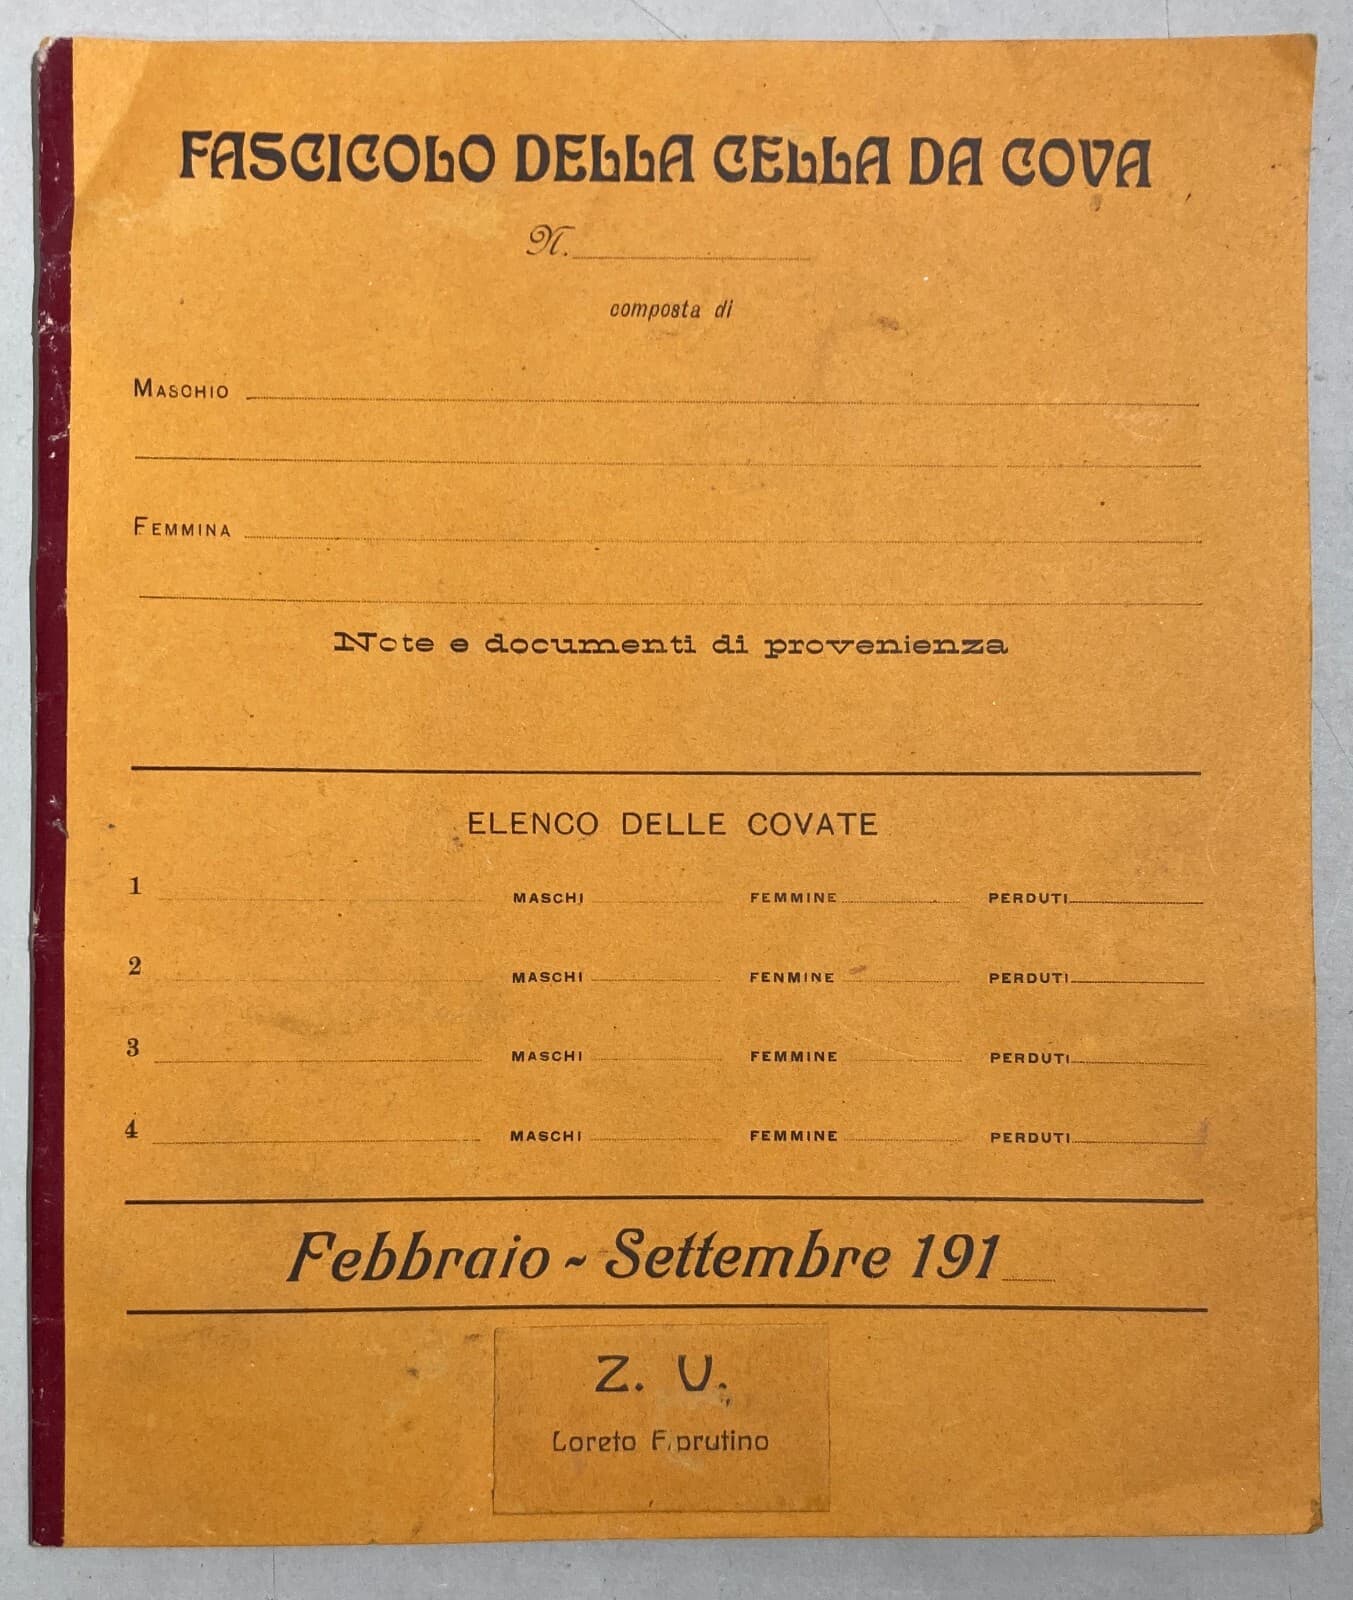 FASCICOLO DELLA CELLA DA COVA
N.
composta di
MASCHIO
FEMMINA
Note e documenti di provenienza
ELENCO DELLE COVATE
1 MASCHI FEMMINE PERDUTI
2 MASCHI FENMINE PERDUTI
3 MASCHI FEMMINE PERDUTI
4 MASCHI FEMMINE PERDUTI
Febbraio - Settembre 191
Z. U.
Loreto